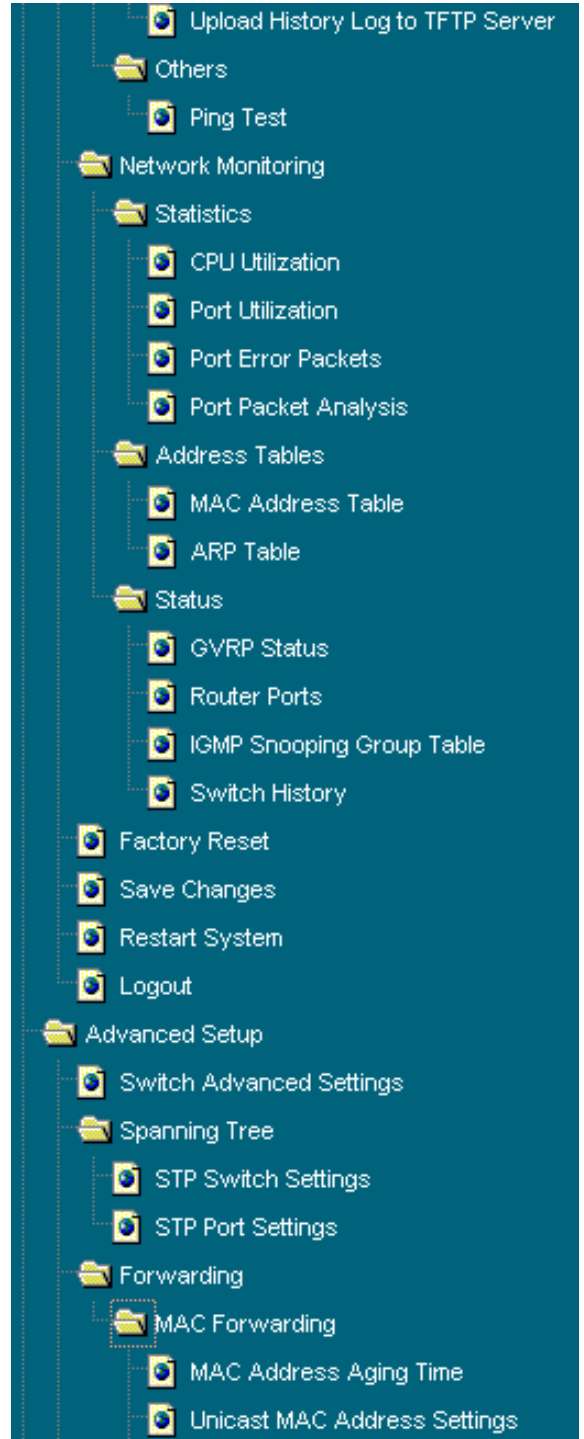 Upload History Log to TFTP Server
Others
Ping Test
Network Monitoring
Statistics
CPU Utilization
Port Utilization
Port Error Packets
Port Packet Analysis
Address Tables
MAC Address Table
ARP Table
Status
GVRP Status
Router Ports
IGMP Snooping Group Table
Switch History
Factory Reset
Save Changes
Restart System
Logout
Advanced Setup
Switch Advanced Settings
Spanning Tree
STP Switch Settings
STP Port Settings
Forwarding
MAC Forwarding
MAC Address Aging Time
Unicast MAC Address Settings